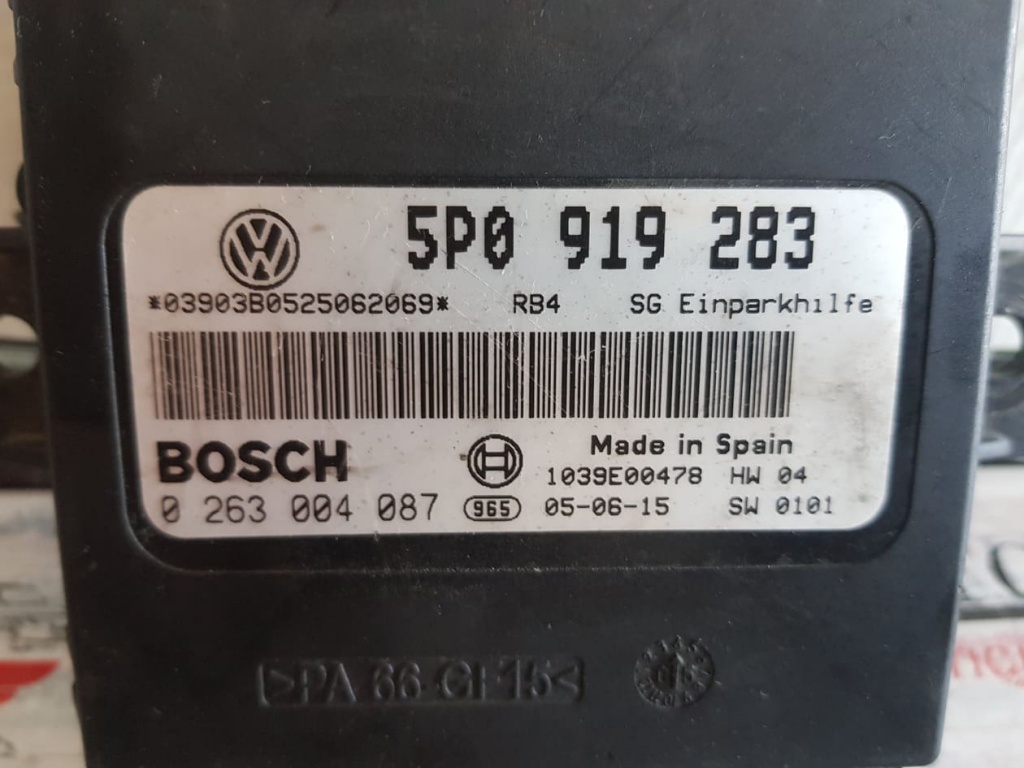 5P0 919 283
*03903B0525062069* RB4 SG Einparkhilfe
BOSCH
Made in Spain
1039E00478 HW 04
0 263 004 087 965 05-06-15 SW 0101
>PA 66-GF15<